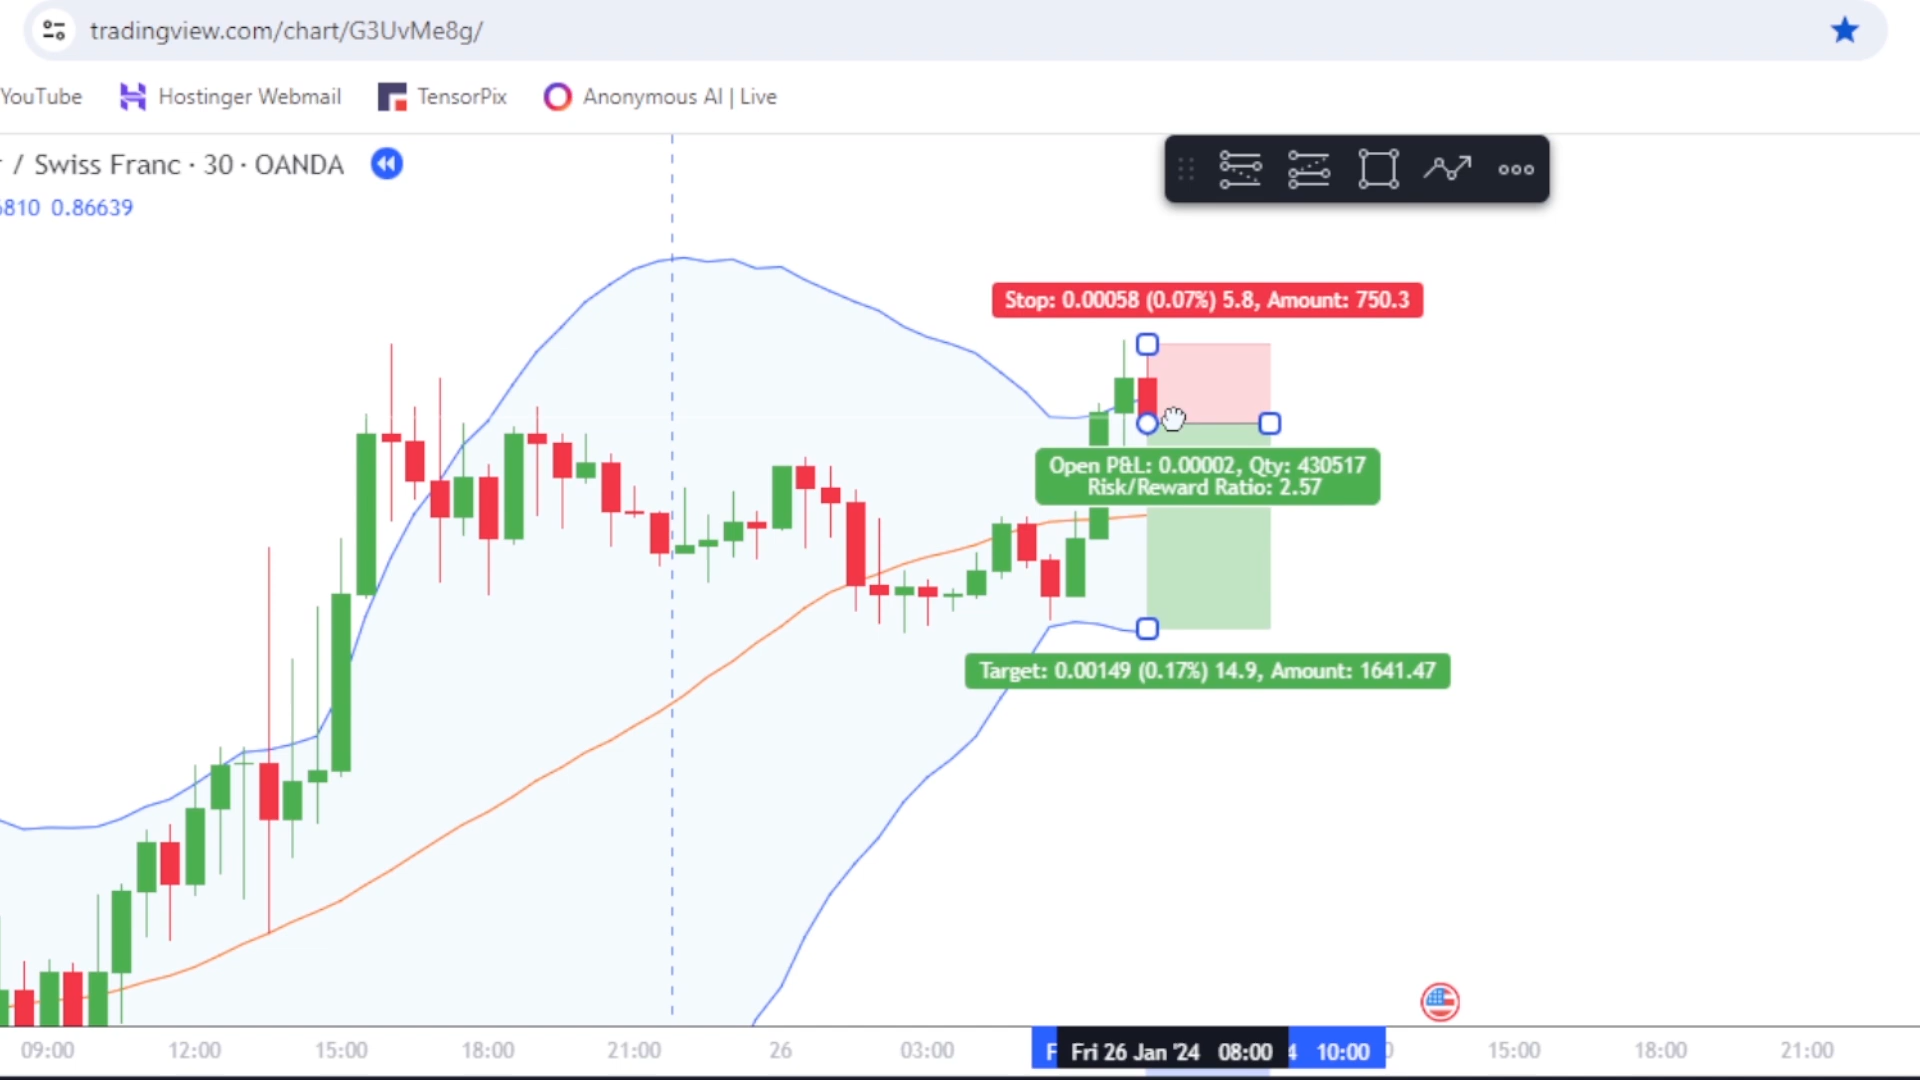 tradingview.com/chart/G3UvMe8g/
YouTube Hostinger Webmail TensorPix Anonymous AI | Live
/ Swiss Franc · 30 · OANDA
6810 0.86639
Stop: 0.00058 (0.07%) 5.8, Amount: 750.3
Open P&L: 0.00002, Qty: 430517
Risk/Reward Ratio: 2.57
Target: 0.00149 (0.17%) 14.9, Amount: 1641.47
09:00 12:00 15:00 18:00 21:00 26 03:00 F Fri 26 Jan '24 08:00 4 10:00 0 15:00 18:00 21:00